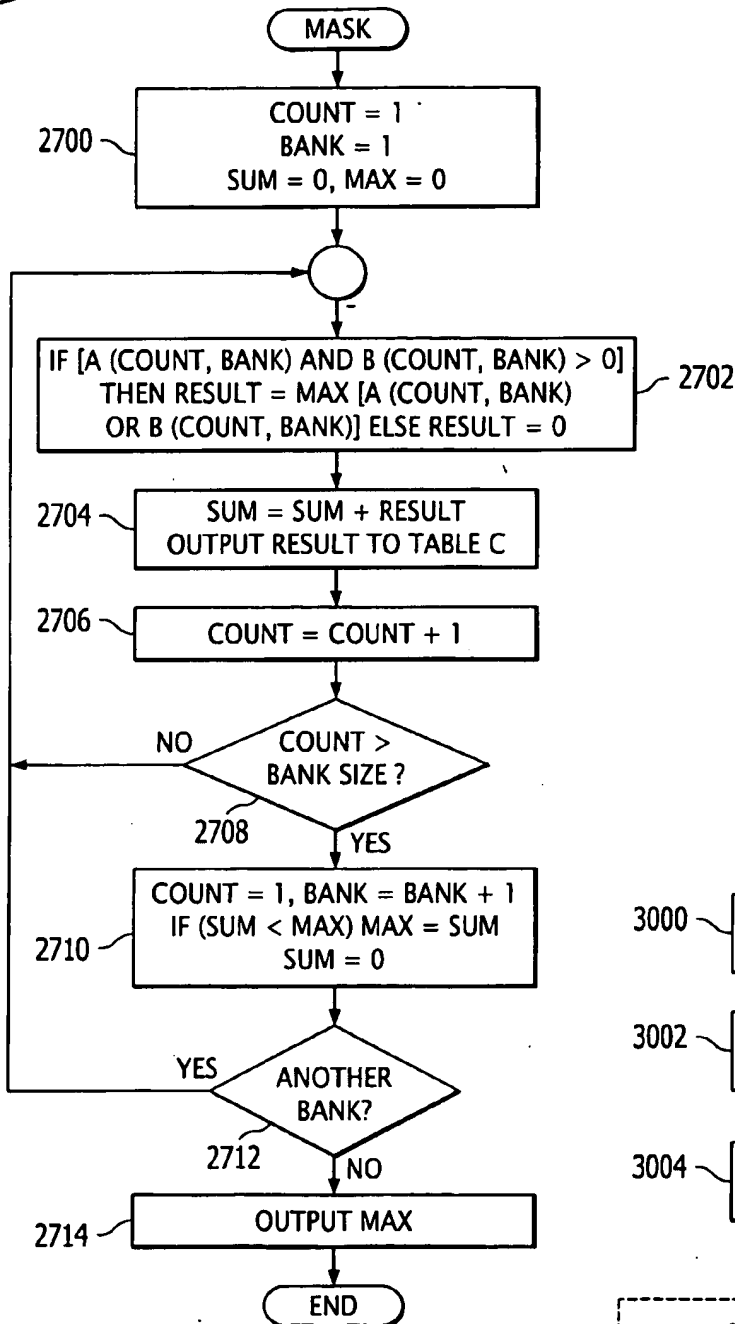 MASK
2700
COUNT = 1
BANK = 1
SUM = 0, MAX = 0
IF [A (COUNT, BANK) AND B (COUNT, BANK) > 0]
THEN RESULT = MAX [A (COUNT, BANK)
OR B (COUNT, BANK)] ELSE RESULT = 0
2702
2704
SUM = SUM + RESULT
OUTPUT RESULT TO TABLE C
2706
COUNT = COUNT + 1
NO
COUNT >
BANK SIZE ?
2708
YES
COUNT = 1, BANK = BANK + 1
IF (SUM < MAX) MAX = SUM
SUM = 0
2710
3000
3002
YES
ANOTHER
BANK?
2712
NO
3004
2714
OUTPUT MAX
END